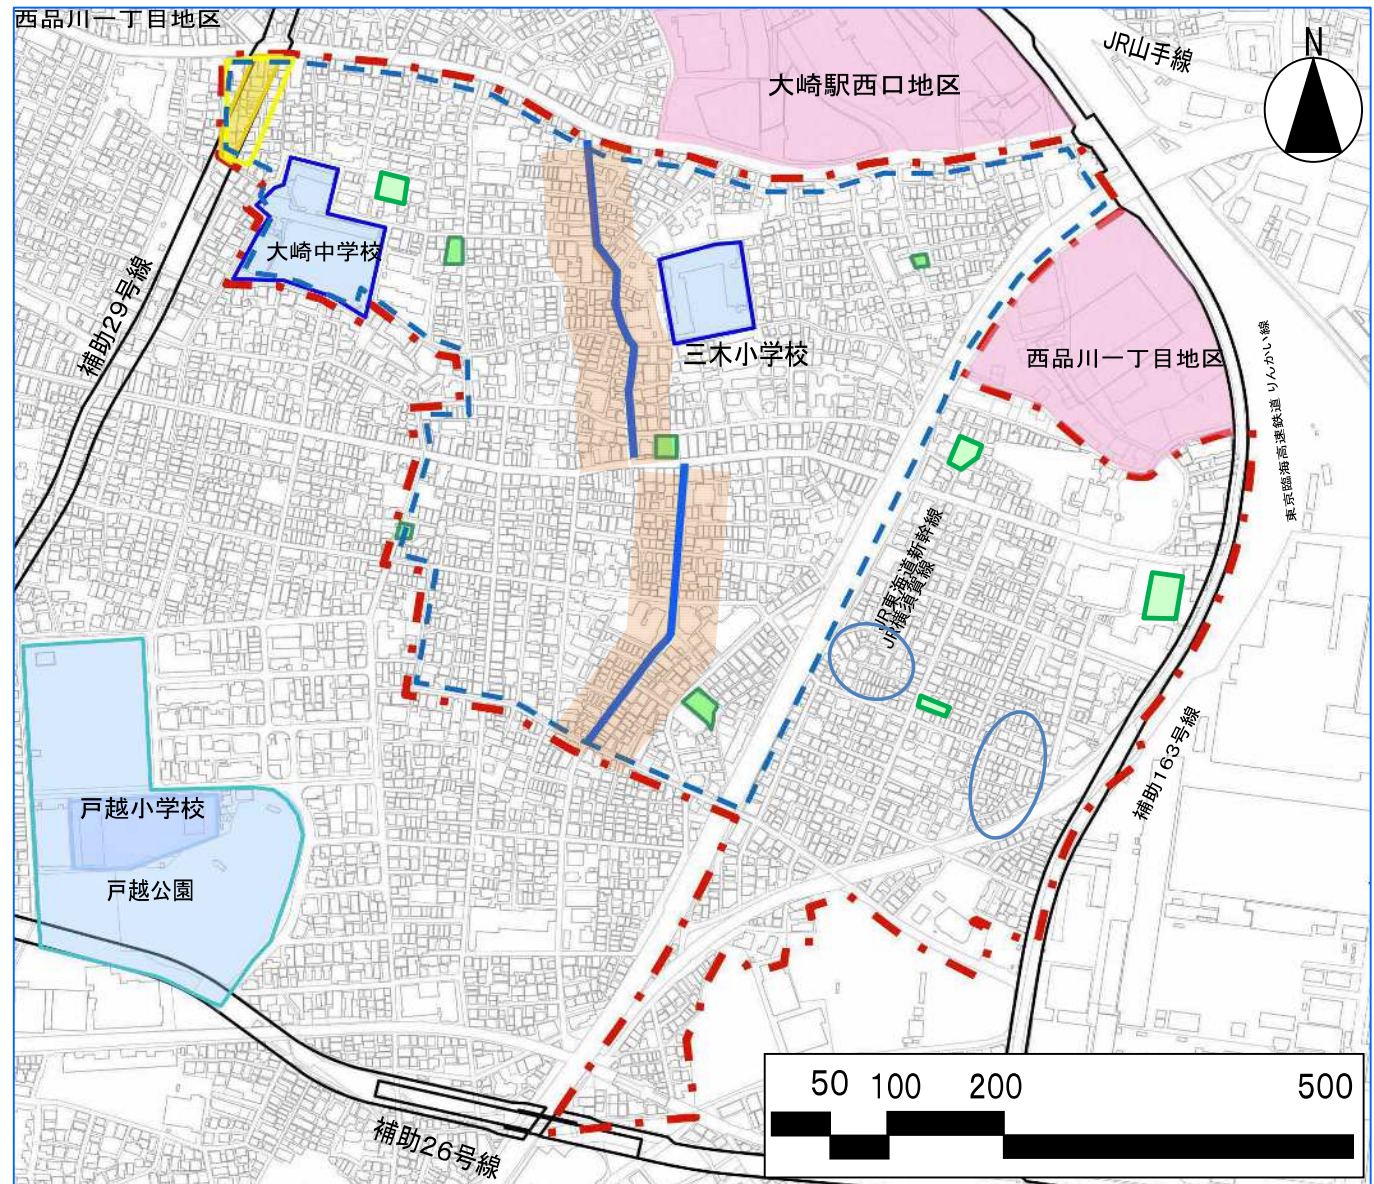 西品川一丁目地区
JR山手線
N
大崎駅西口地区
大崎中学校
補助29号線
三木小学校
西品川一丁目地区
東京臨海高速鉄道 りんかい線
JR東海道新幹線
JR横須賀線
補助163号線
戸越小学校
戸越公園
補助26号線
50 100 200 500